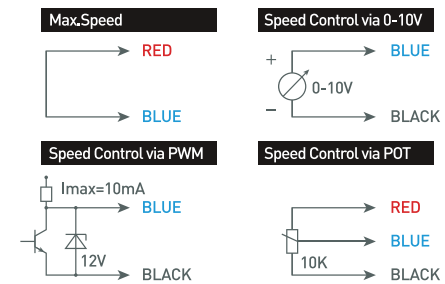 Max.Speed
RED
BLUE
Speed Control via 0-10V
+
BLUE
0-10V
−
BLACK
Speed Control via PWM
Imax=10mA
BLUE
12V
BLACK
Speed Control via POT
RED
BLUE
10K
BLACK